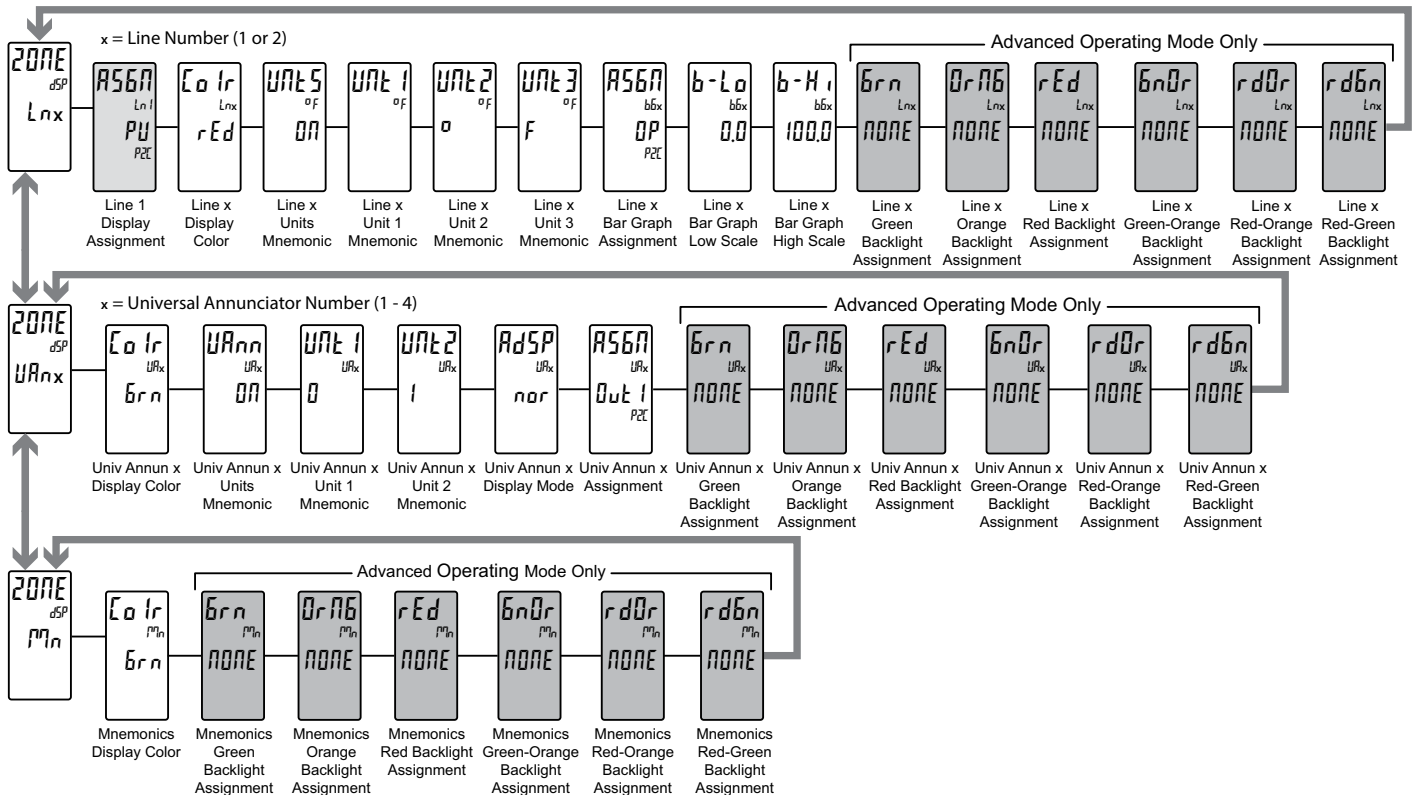 x = Line Number (1 or 2)
Advanced Operating Mode Only
ZONE
dSP
Lnx
ASGN
Ln1
PV
P2C
Line 1
Display
Assignment
Colr
Lnx
rEd
Line x
Display
Color
UNtS
°F
ON
Line x
Units
Mnemonic
UNt1
°F
Line x
Unit 1
Mnemonic
UNt2
°F
°
Line x
Unit 2
Mnemonic
UNt3
°F
F
Line x
Unit 3
Mnemonic
ASGN
bGx
OP
P2C
Line x
Bar Graph
Assignment
b-Lo
bGx
0.0
Line x
Bar Graph
Low Scale
b-Hi
bGx
100.0
Line x
Bar Graph
High Scale
Grn
Lnx
NONE
Line x
Green
Backlight
Assignment
OrNG
Lnx
NONE
Line x
Orange
Backlight
Assignment
rEd
Lnx
NONE
Line x
Red Backlight
Assignment
GnOr
Lnx
NONE
Line x
Green-Orange
Backlight
Assignment
rdOr
Lnx
NONE
Line x
Red-Orange
Backlight
Assignment
rdGn
Lnx
NONE
Line x
Red-Green
Backlight
Assignment
x = Universal Annunciator Number (1 - 4)
Advanced Operating Mode Only
ZONE
dSP
UAnx
Colr
UAx
Grn
Univ Annun x
Display Color
UAnn
UAx
ON
Univ Annun x
Units
Mnemonic
UNt1
UAx
0
Univ Annun x
Unit 1
Mnemonic
UNt2
UAx
1
Univ Annun x
Unit 2
Mnemonic
AdSP
UAx
nor
Univ Annun x
Display Mode
ASGN
UAx
Out1
P2C
Univ Annun x
Assignment
Grn
UAx
NONE
Univ Annun x
Green
Backlight
Assignment
OrNG
UAx
NONE
Univ Annun x
Orange
Backlight
Assignment
rEd
UAx
NONE
Univ Annun x
Red Backlight
Assignment
GnOr
UAx
NONE
Univ Annun x
Green-Orange
Backlight
Assignment
rdOr
UAx
NONE
Univ Annun x
Red-Orange
Backlight
Assignment
rdGn
UAx
NONE
Univ Annun x
Red-Green
Backlight
Assignment
Advanced Operating Mode Only
ZONE
dSP
Mn
Colr
Mn
Grn
Mnemonics
Display Color
Grn
Mn
NONE
Mnemonics
Green
Backlight
Assignment
OrNG
Mn
NONE
Mnemonics
Orange
Backlight
Assignment
rEd
Mn
NONE
Mnemonics
Red Backlight
Assignment
GnOr
Mn
NONE
Mnemonics
Green-Orange
Backlight
Assignment
rdOr
Mn
NONE
Mnemonics
Red-Orange
Backlight
Assignment
rdGn
Mn
NONE
Mnemonics
Red-Green
Backlight
Assignment